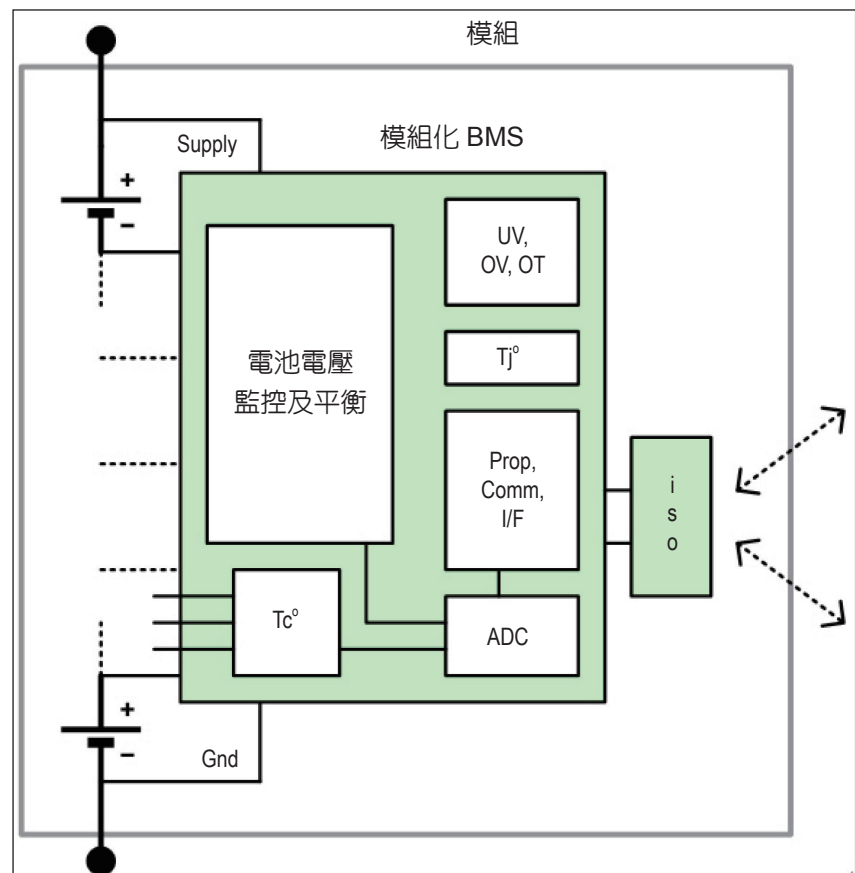 模組
模組化 BMS
Supply
+
−
UV,
OV, OT
電池電壓
監控及平衡
Tj°
Prop,
Comm,
I/F
i
s
o
Tc°
ADC
+
−
Gnd